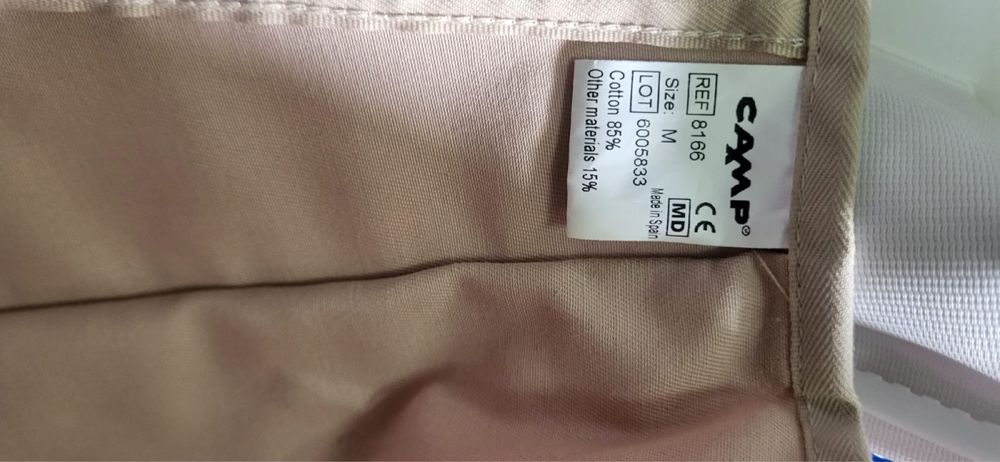 CAMP®
REF 8166 CE
Size: M MD
LOT 6005833 Made in Spain
Cotton 85%
Other materials 15%